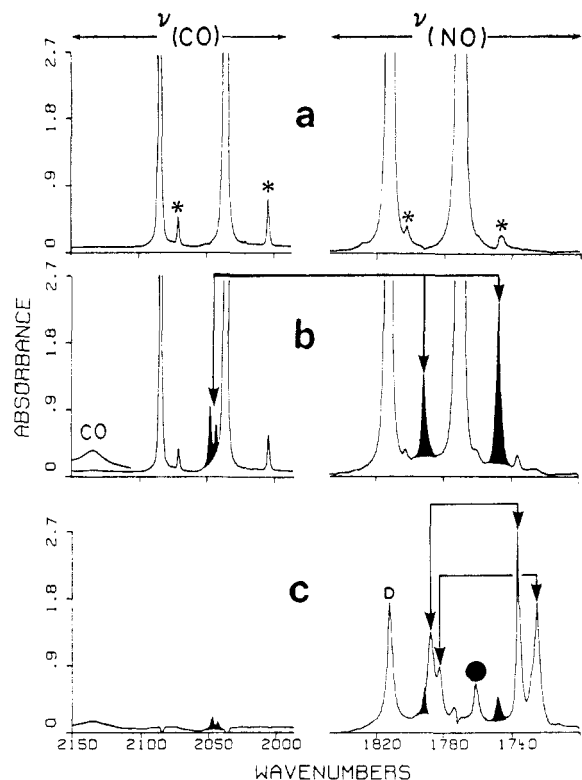 ν(CO) ν(NO)
2.7
1.8
.9
0
a
* * * *
2.7
1.8
.9
0
b
CO
ABSORBANCE
2.7
1.8
.9
0
c
D
2150 2100 2050 2000 1820 1780 1740
WAVENUMBERS